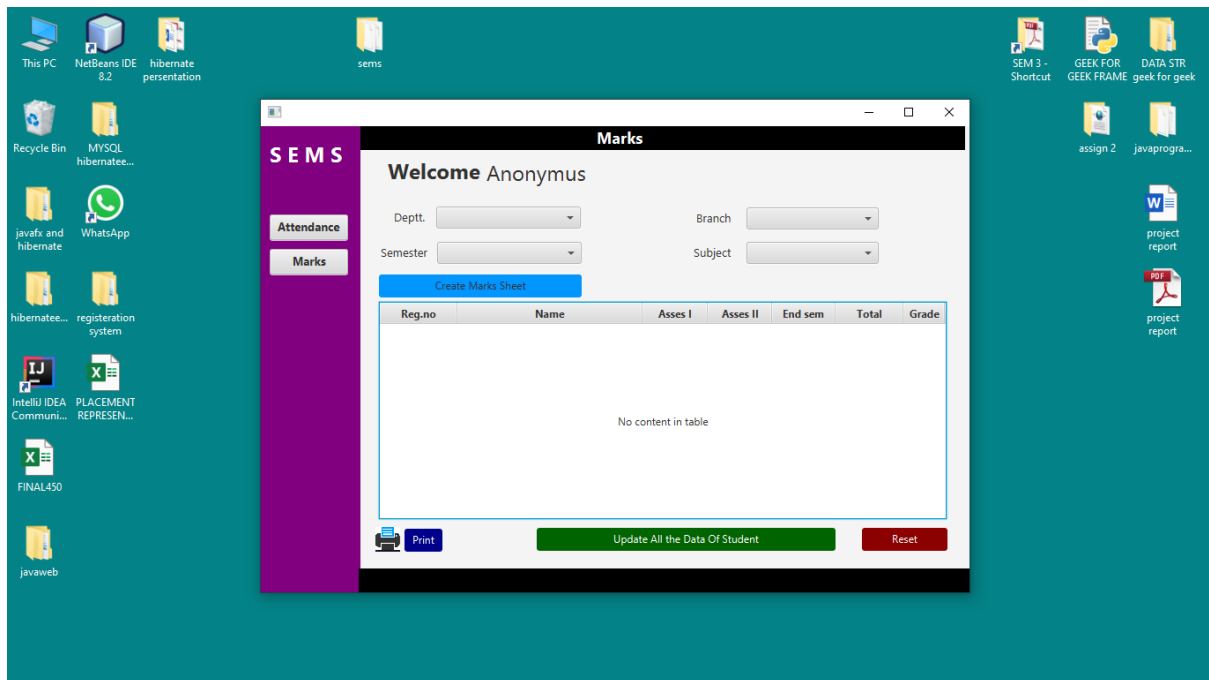 This PC
NetBeans IDE
8.2
hibernate
persentation
sems
SEM 3 -
Shortcut
GEEK FOR
GEEK FRAME
DATA STR
geek for geek
Recycle Bin
MYSQL
hibernatee...
assign 2
javaprogra...
javafx and
hibernate
WhatsApp
project
report
hibernatee...
registeration
system
PDF
project
report
IJ
IntelliJ IDEA
Communi...
PLACEMENT
REPRESEN...
FINAL450
javaweb
SEMS
Attendance
Marks
Marks
Welcome Anonymus
Deptt.
Branch
Semester
Subject
Create Marks Sheet
Reg.no Name Asses I Asses II End sem Total Grade
No content in table
Print
Update All the Data Of Student
Reset